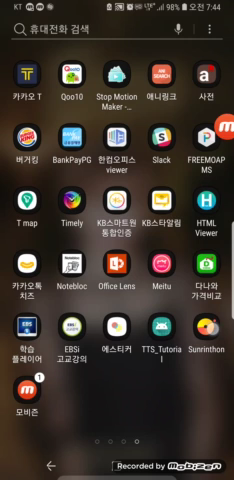 KT
98% 오전 7:44
휴대전화 검색
카카오 T
Qoo10
Stop Motion
Maker -…
애니링크
사전
버거킹
BankPayPG
한컴오피스
viewer
Slack
FREEMOAP
MS
T map
Timely
KB스마트원
통합인증
KB스타알림
HTML
Viewer
카카오톡
치즈
Notebloc
Office Lens
Meitu
다나와
가격비교
학습
플레이어
EBSi
고교강의
에스티커
TTS_Tutoria
l
Sunrinthon
1
모비즌
Recorded by Mobizen